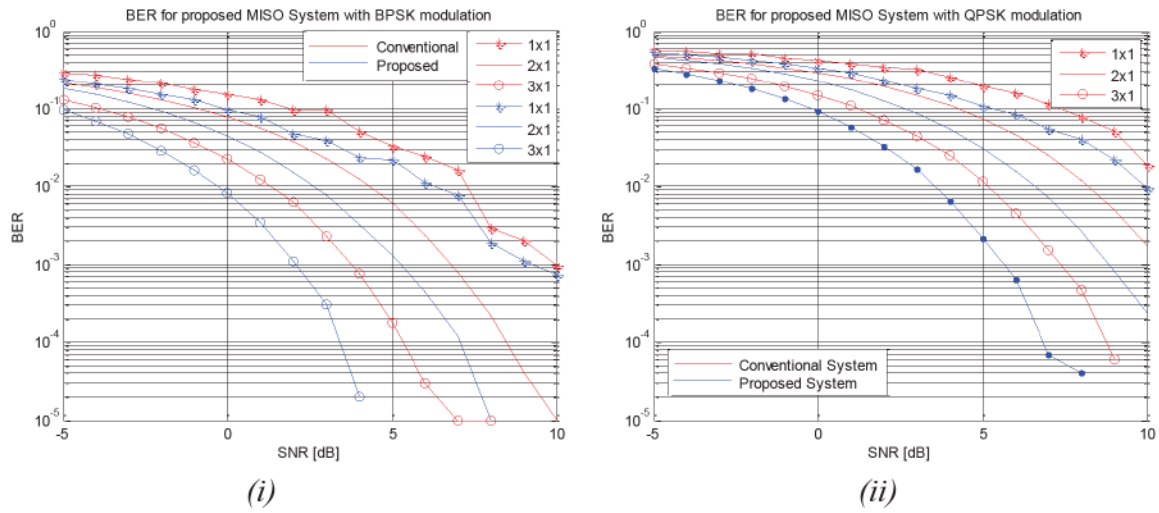 BER for proposed MISO System with BPSK modulation
10^0
10^-1
10^-2
10^-3
10^-4
10^-5
BER
-5 0 5 10
SNR [dB]
Conventional
Proposed
1x1
2x1
3x1
1x1
2x1
3x1
(i)
BER for proposed MISO System with QPSK modulation
10^0
10^-1
10^-2
10^-3
10^-4
10^-5
BER
-5 0 5 10
SNR [dB]
1x1
2x1
3x1
Conventional System
Proposed System
(ii)